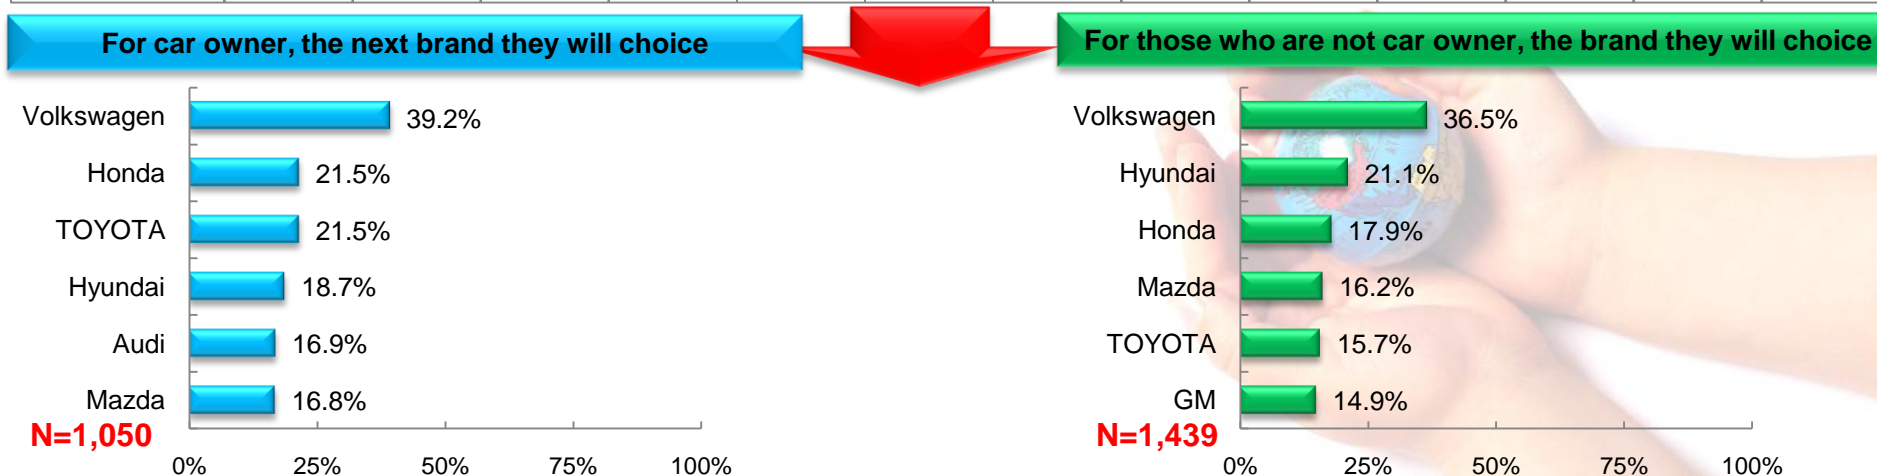 For car owner, the next brand they will choice
For those who are not car owner, the brand they will choice
Volkswagen 39.2%
Honda 21.5%
TOYOTA 21.5%
Hyundai 18.7%
Audi 16.9%
Mazda 16.8%
N=1,050
0% 25% 50% 75% 100%
Volkswagen 36.5%
Hyundai 21.1%
Honda 17.9%
Mazda 16.2%
TOYOTA 15.7%
GM 14.9%
N=1,439
0% 25% 50% 75% 100%